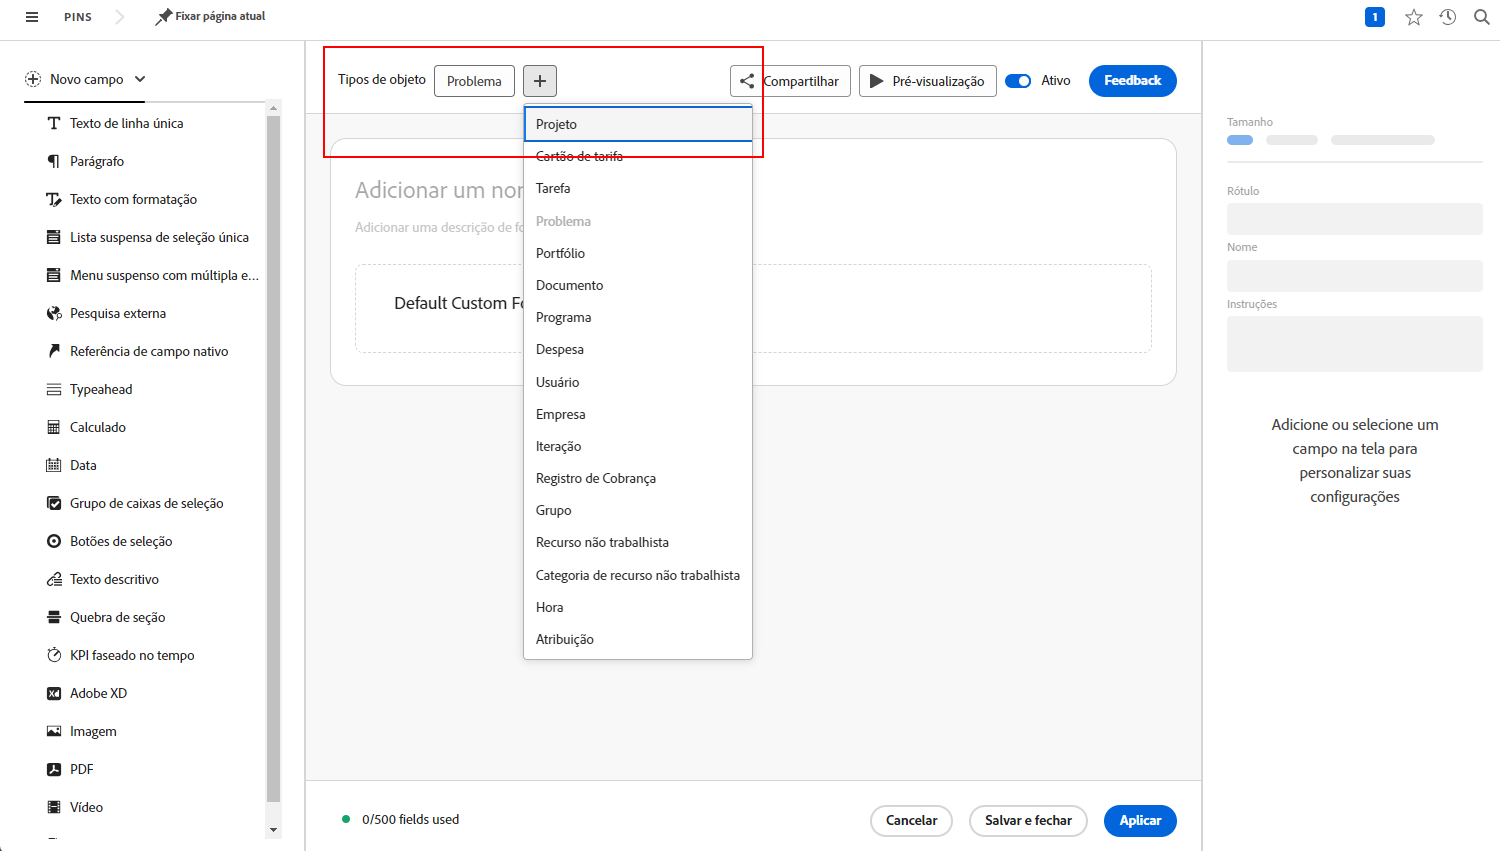 PINS
Fixar página atual
1
Novo campo
Texto de linha única
Parágrafo
Texto com formatação
Lista suspensa de seleção única
Menu suspenso com múltipla e...
Pesquisa externa
Referência de campo nativo
Typeahead
Calculado
Data
Grupo de caixas de seleção
Botões de seleção
Texto descritivo
Quebra de seção
KPI faseado no tempo
Adobe XD
Imagem
PDF
Vídeo
Tipos de objeto
Problema
Compartilhar
Pré-visualização
Ativo
Feedback
Projeto
Cartão de tarifa
Tarefa
Problema
Portfólio
Documento
Programa
Despesa
Usuário
Empresa
Iteração
Registro de Cobrança
Grupo
Recurso não trabalhista
Categoria de recurso não trabalhista
Hora
Atribuição
Adicionar um nor
Adicionar uma descrição de fo
Default Custom Fo
0/500 fields used
Cancelar
Salvar e fechar
Aplicar
Tamanho
Rótulo
Nome
Instruções
Adicione ou selecione um
campo na tela para
personalizar suas
configurações